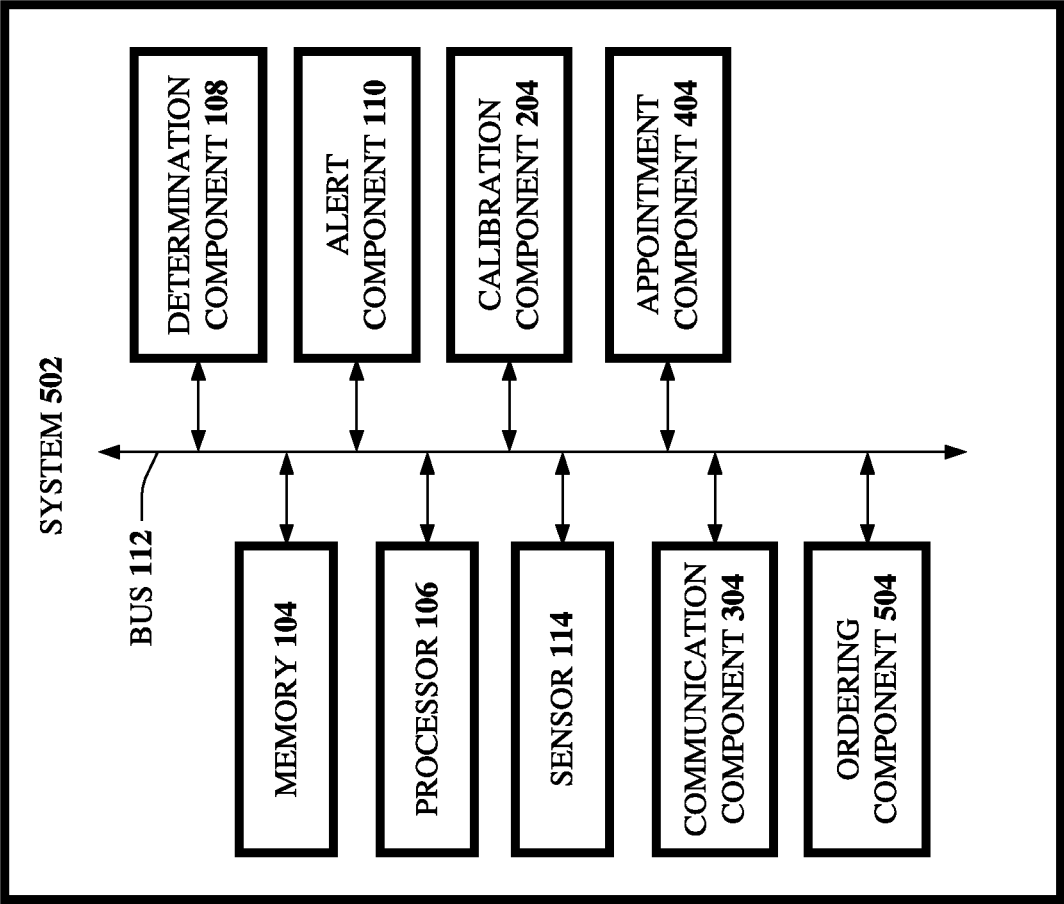 SYSTEM 502
BUS 112
MEMORY 104
DETERMINATION
COMPONENT 108
PROCESSOR 106
ALERT
COMPONENT 110
SENSOR 114
CALIBRATION
COMPONENT 204
COMMUNICATION
COMPONENT 304
APPOINTMENT
COMPONENT 404
ORDERING
COMPONENT 504